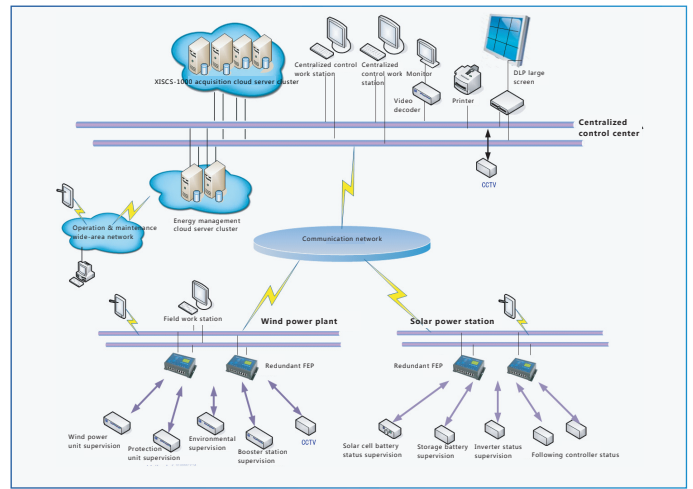 XISCS-1000 acquisition cloud server cluster
Centralized control
work station
Centralized
control work
station
Monitor
Video
decoder
Printer
DLP large
screen
Centralized
control center
CCTV
Energy management
cloud server cluster
Operation & maintenance
wide-area network
Communication network
Field work station
Wind power plant
Solar power station
Redundant FEP
Redundant FEP
Wind power
unit supervision
Protection
unit supervision
Environmental
supervision
Booster station
supervision
CCTV
Solar cell battery
status supervision
Storage battery
supervision
Inverter status
supervision
Following controller status